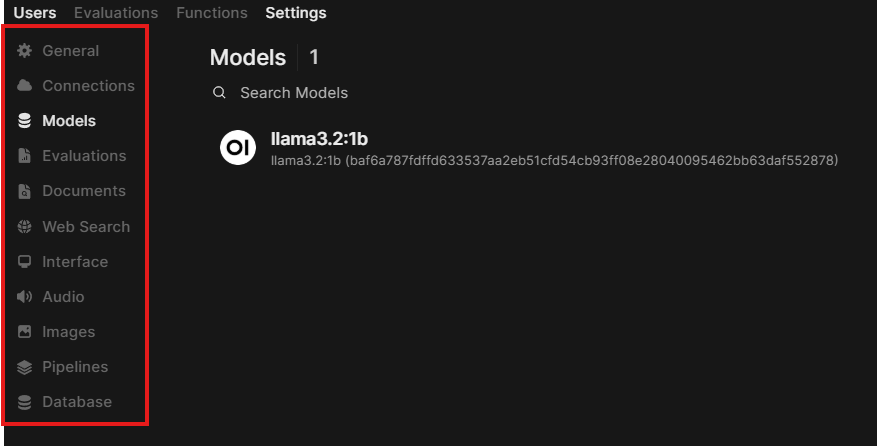 Users Evaluations Functions Settings
General
Connections
Models
Evaluations
Documents
Web Search
Interface
Audio
Images
Pipelines
Database
Models 1
Search Models
OI
llama3.2:1b
llama3.2:1b (baf6a787fdffd633537aa2eb51cfd54cb93ff08e28040095462bb63daf552878)